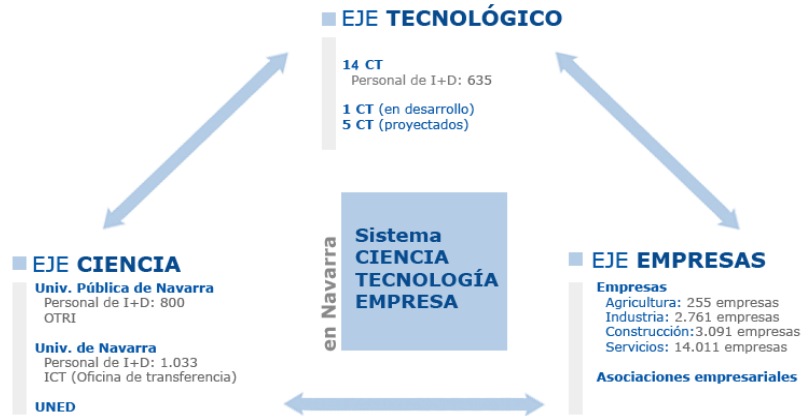 EJE TECNOLÓGICO
14 CT
Personal de I+D: 635
1 CT (en desarrollo)
5 CT (proyectados)
en Navarra
Sistema
CIENCIA
TECNOLOGÍA
EMPRESA
EJE CIENCIA
Univ. Pública de Navarra
Personal de I+D: 800
OTRI
Univ. de Navarra
Personal de I+D: 1.033
ICT (Oficina de transferencia)
UNED
EJE EMPRESAS
Empresas
Agricultura: 255 empresas
Industria: 2.761 empresas
Construcción:3.091 empresas
Servicios: 14.011 empresas
Asociaciones empresariales